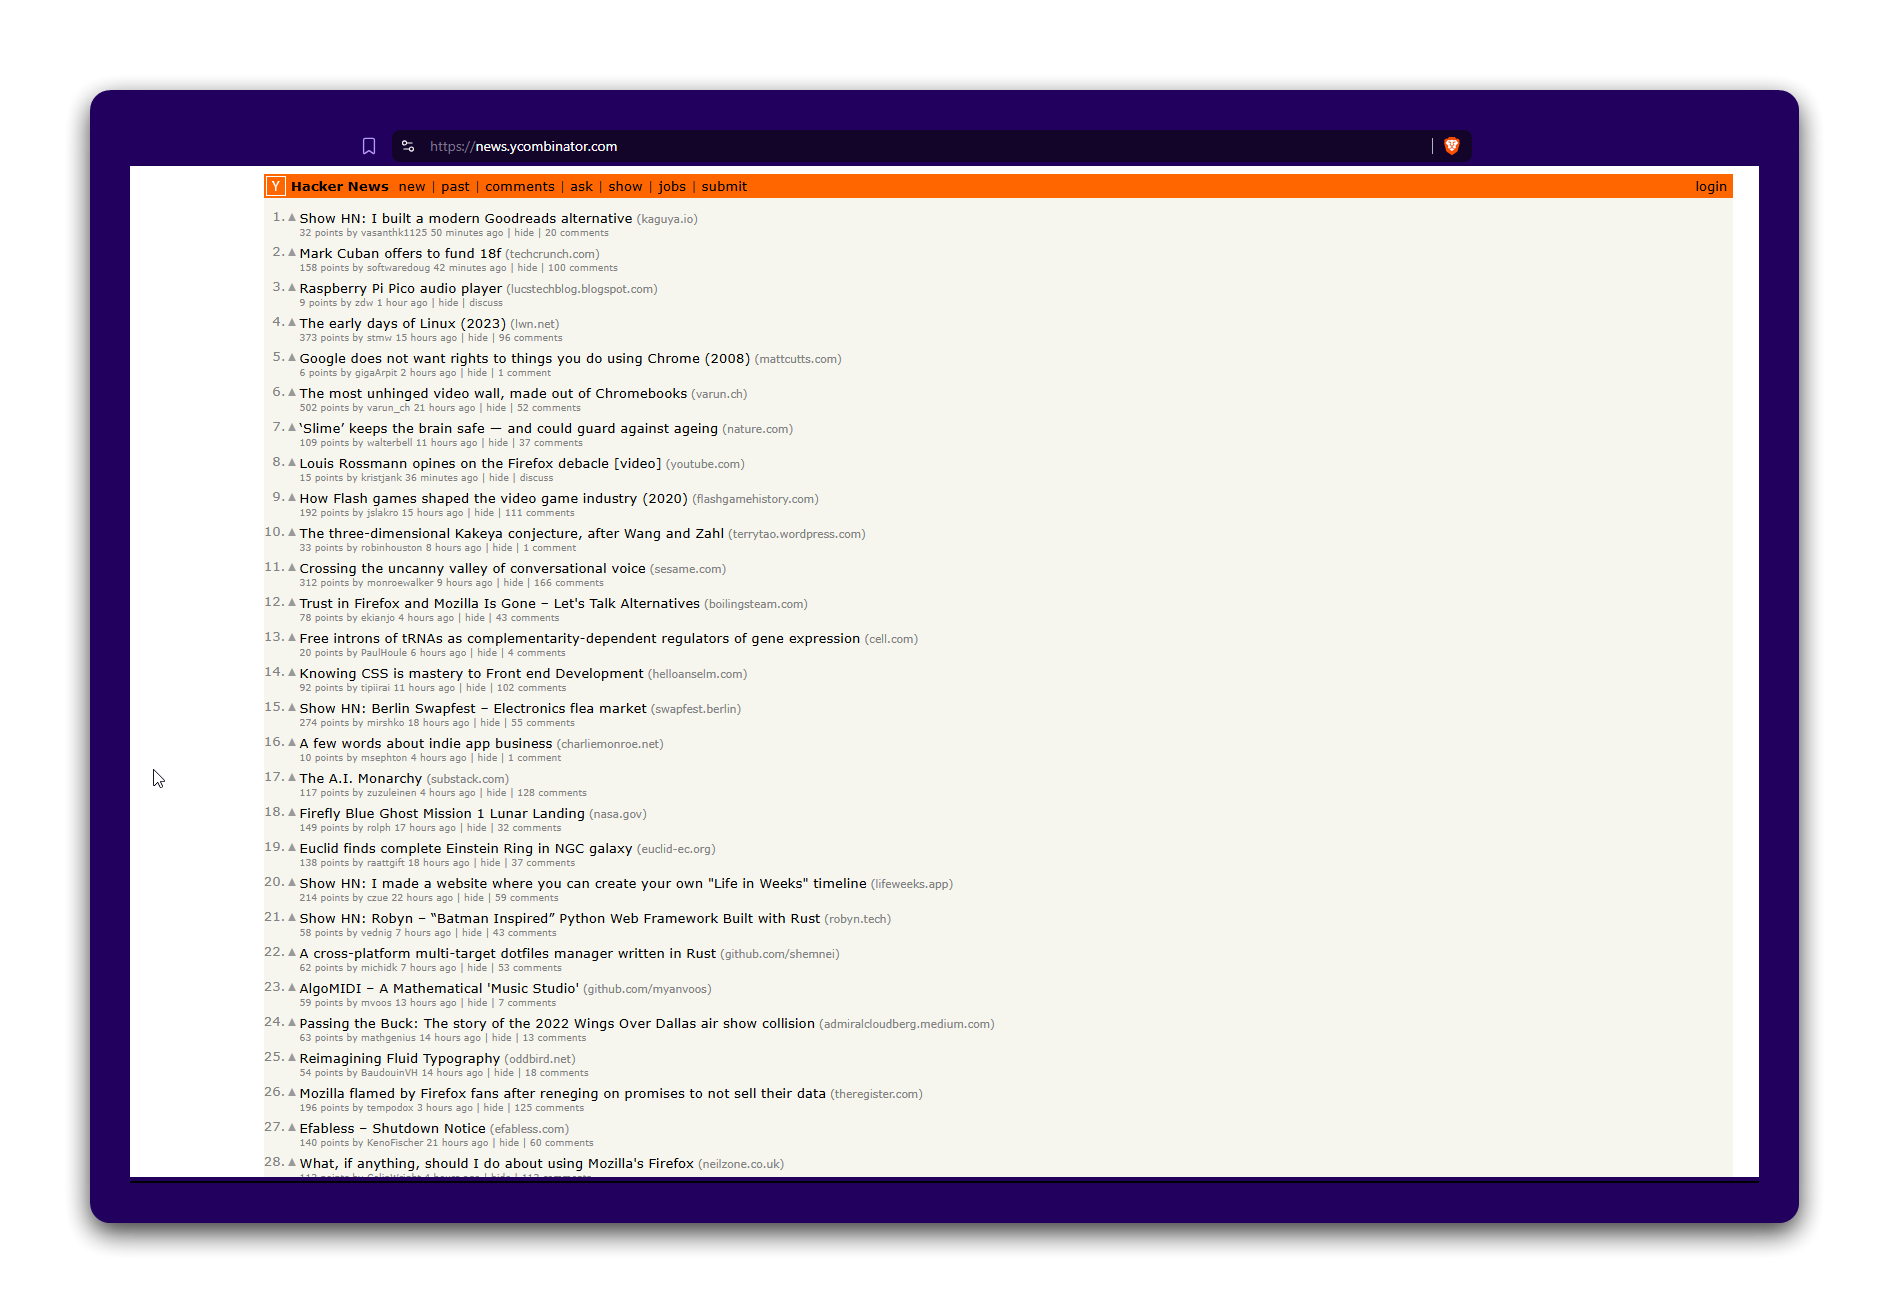 https://news.ycombinator.com
Y Hacker News new | past | comments | ask | show | jobs | submit login
1. Show HN: I built a modern Goodreads alternative (kaguya.io)
32 points by vasanthk1125 50 minutes ago | hide | 20 comments
2. Mark Cuban offers to fund 18f (techcrunch.com)
158 points by softwaredoug 42 minutes ago | hide | 100 comments
3. Raspberry Pi Pico audio player (lucstechblog.blogspot.com)
9 points by zdw 1 hour ago | hide | discuss
4. The early days of Linux (2023) (lwn.net)
373 points by stmw 15 hours ago | hide | 96 comments
5. Google does not want rights to things you do using Chrome (2008) (mattcutts.com)
6 points by gigaArpit 2 hours ago | hide | 1 comment
6. The most unhinged video wall, made out of Chromebooks (varun.ch)
502 points by varun_ch 21 hours ago | hide | 52 comments
7. ‘Slime’ keeps the brain safe — and could guard against ageing (nature.com)
109 points by walterbell 11 hours ago | hide | 37 comments
8. Louis Rossmann opines on the Firefox debacle [video] (youtube.com)
15 points by kristjank 36 minutes ago | hide | discuss
9. How Flash games shaped the video game industry (2020) (flashgamehistory.com)
192 points by jslakro 15 hours ago | hide | 111 comments
10. The three-dimensional Kakeya conjecture, after Wang and Zahl (terrytao.wordpress.com)
33 points by robinhouston 8 hours ago | hide | 1 comment
11. Crossing the uncanny valley of conversational voice (sesame.com)
312 points by monroewalker 9 hours ago | hide | 166 comments
12. Trust in Firefox and Mozilla Is Gone – Let's Talk Alternatives (boilingsteam.com)
78 points by ekianjo 4 hours ago | hide | 43 comments
13. Free introns of tRNAs as complementarity-dependent regulators of gene expression (cell.com)
20 points by PaulHoule 6 hours ago | hide | 4 comments
14. Knowing CSS is mastery to Front end Development (helloanselm.com)
92 points by tipiirai 11 hours ago | hide | 102 comments
15. Show HN: Berlin Swapfest – Electronics flea market (swapfest.berlin)
274 points by mirshko 18 hours ago | hide | 55 comments
16. A few words about indie app business (charliemonroe.net)
10 points by msephton 4 hours ago | hide | 1 comment
17. The A.I. Monarchy (substack.com)
117 points by zuzuleinen 4 hours ago | hide | 128 comments
18. Firefly Blue Ghost Mission 1 Lunar Landing (nasa.gov)
149 points by rolph 17 hours ago | hide | 32 comments
19. Euclid finds complete Einstein Ring in NGC galaxy (euclid-ec.org)
138 points by raattgift 18 hours ago | hide | 37 comments
20. Show HN: I made a website where you can create your own "Life in Weeks" timeline (lifeweeks.app)
214 points by czue 22 hours ago | hide | 59 comments
21. Show HN: Robyn – “Batman Inspired” Python Web Framework Built with Rust (robyn.tech)
58 points by vednig 7 hours ago | hide | 43 comments
22. A cross-platform multi-target dotfiles manager written in Rust (github.com/shemnei)
62 points by michidk 7 hours ago | hide | 53 comments
23. AlgoMIDI – A Mathematical 'Music Studio' (github.com/myanvoos)
59 points by mvoos 13 hours ago | hide | 7 comments
24. Passing the Buck: The story of the 2022 Wings Over Dallas air show collision (admiralcloudberg.medium.com)
63 points by mathgenius 14 hours ago | hide | 13 comments
25. Reimagining Fluid Typography (oddbird.net)
54 points by BaudouinVH 14 hours ago | hide | 18 comments
26. Mozilla flamed by Firefox fans after reneging on promises to not sell their data (theregister.com)
196 points by tempodox 3 hours ago | hide | 125 comments
27. Efabless – Shutdown Notice (efabless.com)
140 points by KenoFischer 21 hours ago | hide | 60 comments
28. What, if anything, should I do about using Mozilla's Firefox (neilzone.co.uk)